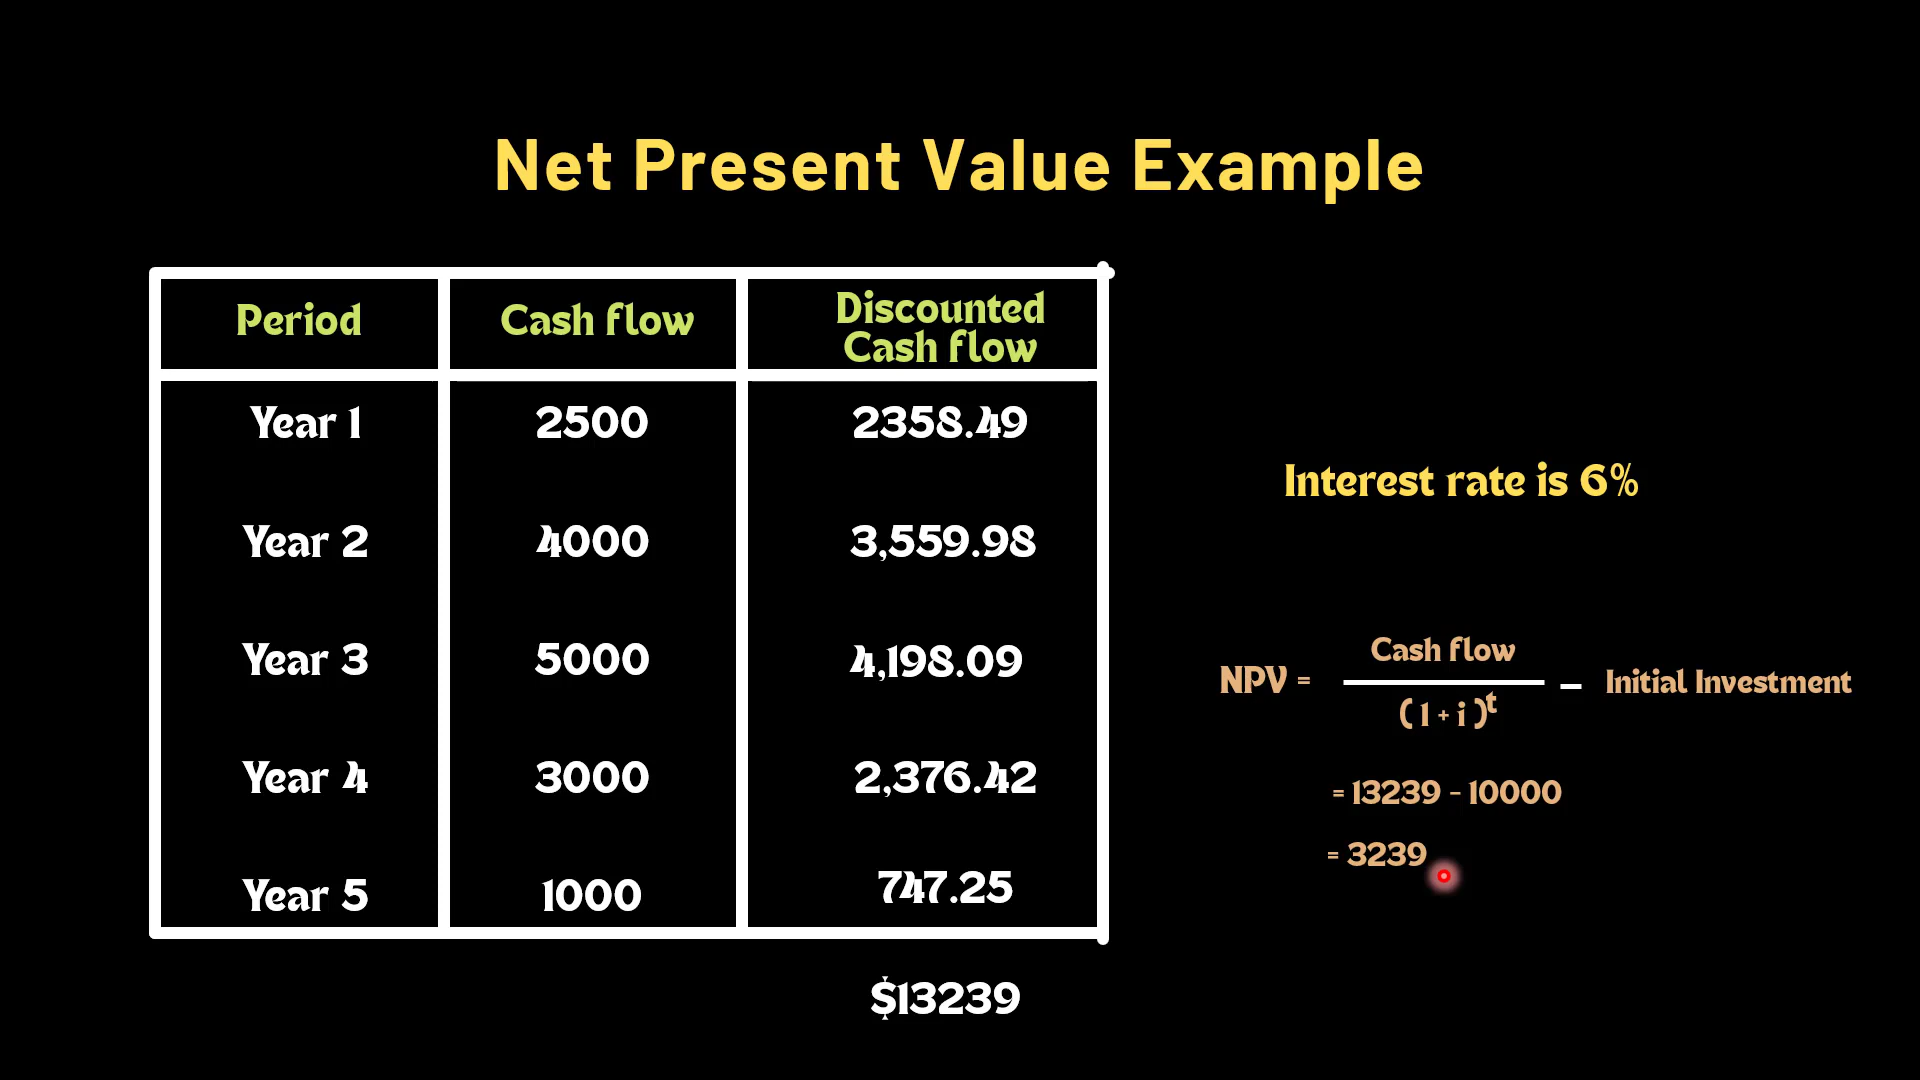 Net Present Value Example
Period Cash flow Discounted Cash flow
Year 1 2500 2358.49
Year 2 4000 3,559.98
Year 3 5000 4,198.09
Year 4 3000 2,376.42
Year 5 1000 747.25
$13239
Interest rate is 6%
NPV = Cash flow / ( 1 + i )^t – Initial Investment
= 13239 - 10000
= 3239